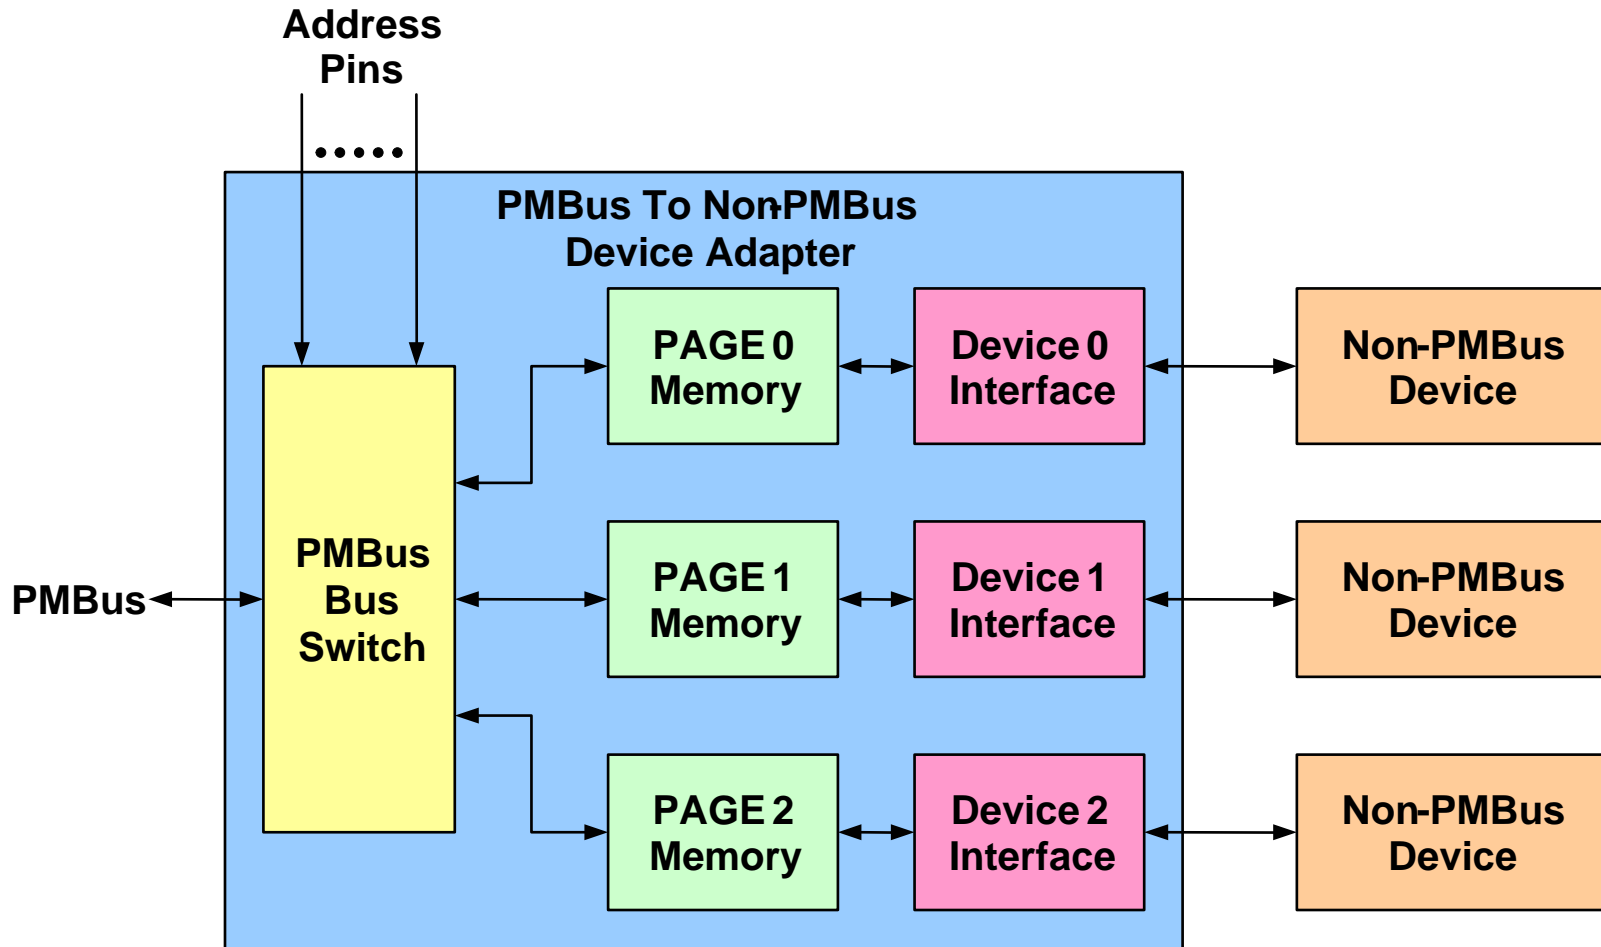 Address
Pins
PMBus To Non-PMBus
Device Adapter
PAGE 0
Memory
Device 0
Interface
Non-PMBus
Device
PMBus
PMBus
Bus
Switch
PAGE 1
Memory
Device 1
Interface
Non-PMBus
Device
PAGE 2
Memory
Device 2
Interface
Non-PMBus
Device